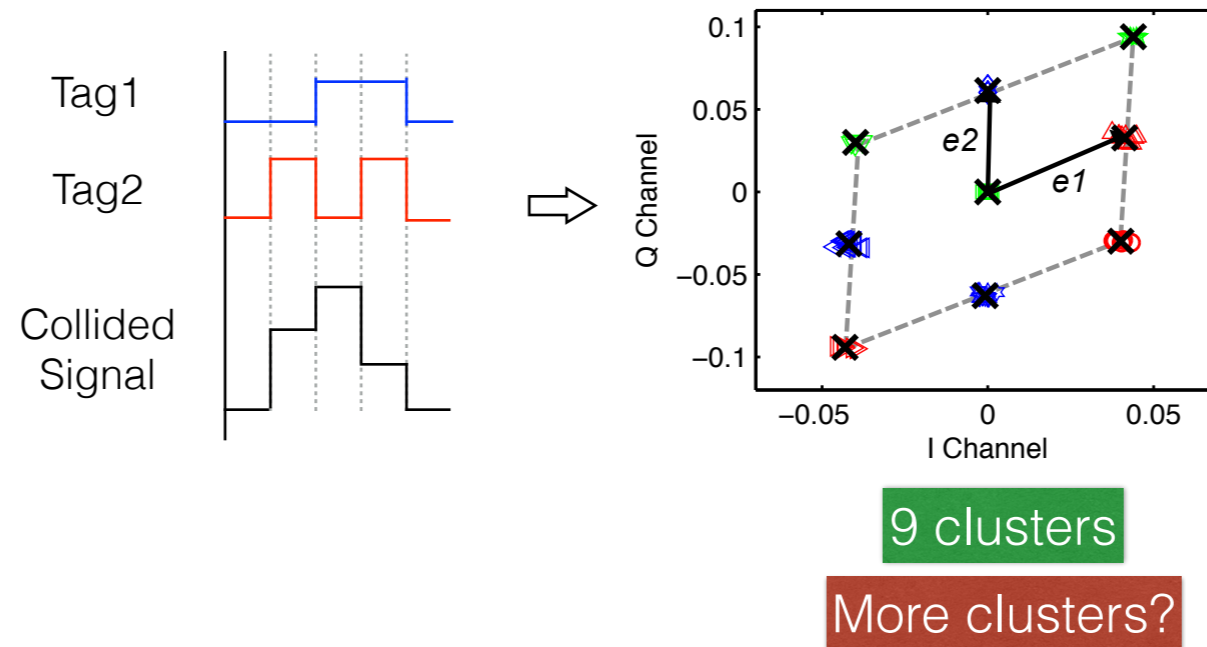 Tag1
Tag2
Collided
Signal
0.1
0.05
0
−0.05
−0.1
Q Channel
e2
e1
−0.05
0
0.05
I Channel
9 clusters
More clusters?